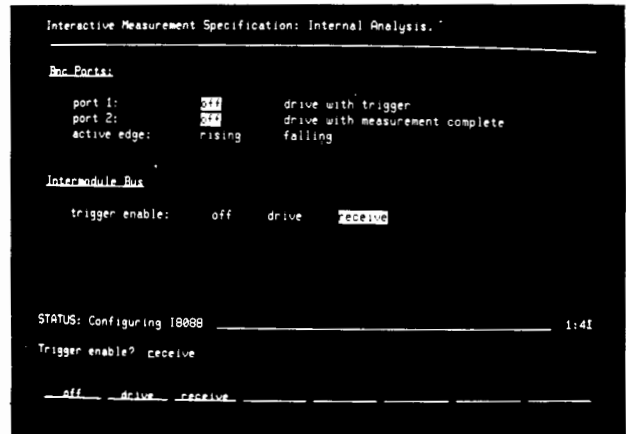 Interactive Measurement Specification: Internal Analysis.
Bnc Ports:
port 1: off drive with trigger
port 2: off drive with measurement complete
active edge: rising falling
Intermodule Bus
trigger enable: off drive receive
STATUS: Configuring I8088 1:41
Trigger enable? receive
off drive receive